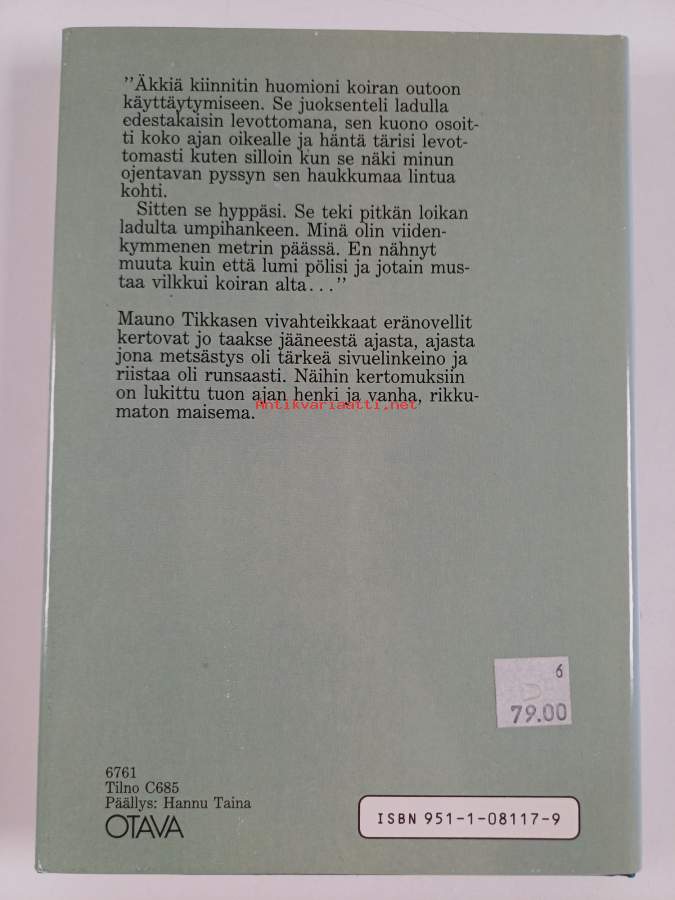 ”Äkkiä kiinnitin huomioni koiran outoon
käyttäytymiseen. Se juoksenteli ladulla
edestakaisin levottomana, sen kuono osoit-
ti koko ajan oikealle ja häntä tärisi levot-
tomasti kuten silloin kun se näki minun
ojentavan pyssyn sen haukkumaa lintua
kohti.
Sitten se hyppäsi. Se teki pitkän loikan
ladulta umpihankeen. Minä olin viiden-
kymmenen metrin päässä. En nähnyt
muuta kuin että lumi pölisi ja jotain mus-
taa vilkkui koiran alta...”
Mauno Tikkasen vivahteikkaat eränovellit
kertovat jo taakse jääneestä ajasta, ajasta
jona metsästys oli tärkeä sivuelinkeino ja
riistaa oli runsaasti. Näihin kertomuksiin
on lukittu tuon ajan henki ja vanha, rikku-
maton maisema.
Antikvariaatti.net
6
79.00
6761
Tilno C685
Päällys: Hannu Taina
OTAVA
ISBN 951-1-08117-9